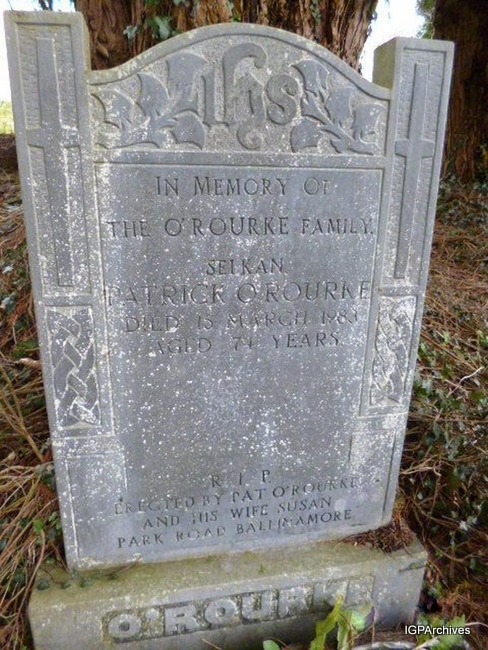 IHS
IN MEMORY OF
THE O'ROURKE FAMILY.
SELKAN
PATRICK O'ROURKE
DIED 15 MARCH 1983
AGED 74 YEARS
R. I. P.
ERECTED BY PAT O'ROURKE
AND HIS WIFE SUSAN
PARK ROAD BALLINAMORE
O'ROURKE
IGPArchives